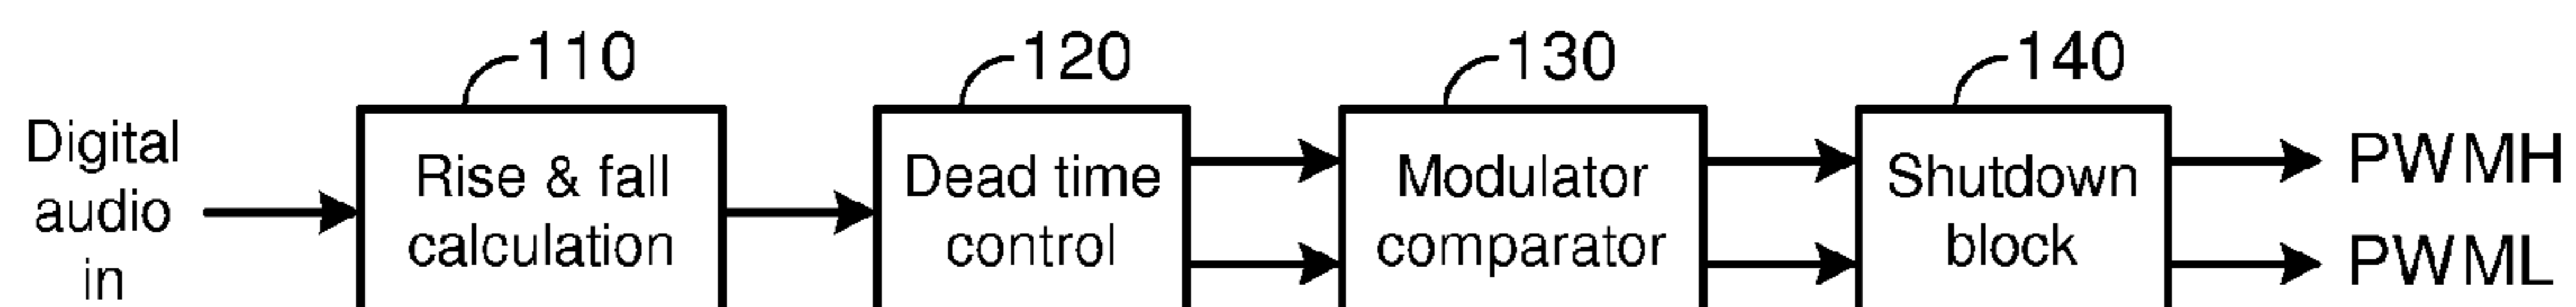 110
120
130
140
Digital
audio
in
Rise & fall
calculation
Dead time
control
Modulator
comparator
Shutdown
block
PWMH
PWML